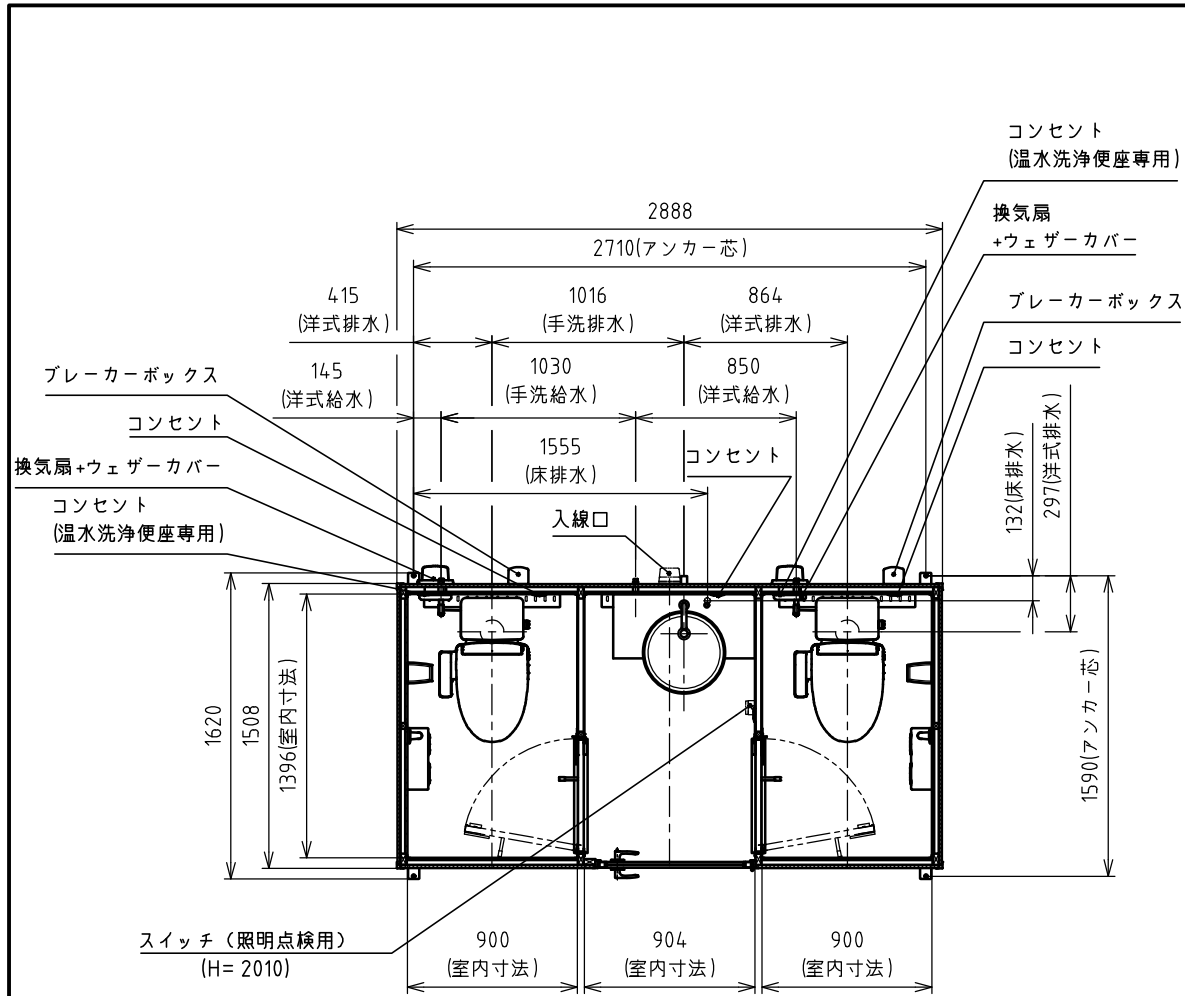 コンセント
(温水洗浄便座専用)
換気扇
+ウェザーカバー
ブレーカーボックス
コンセント
2888
2710(アンカー芯)
415
(洋式排水)
1016
(手洗排水)
864
(洋式排水)
145
(洋式給水)
1030
(手洗給水)
850
(洋式給水)
1555
(床排水)
ブレーカーボックス
コンセント
換気扇+ウェザーカバー
コンセント
(温水洗浄便座専用)
コンセント
入線口
132(床排水)
297(洋式排水)
1620
1508
1396(室内寸法)
1590(アンカー芯)
スイッチ(照明点検用)
(H= 2010)
900
(室内寸法)
904
(室内寸法)
900
(室内寸法)